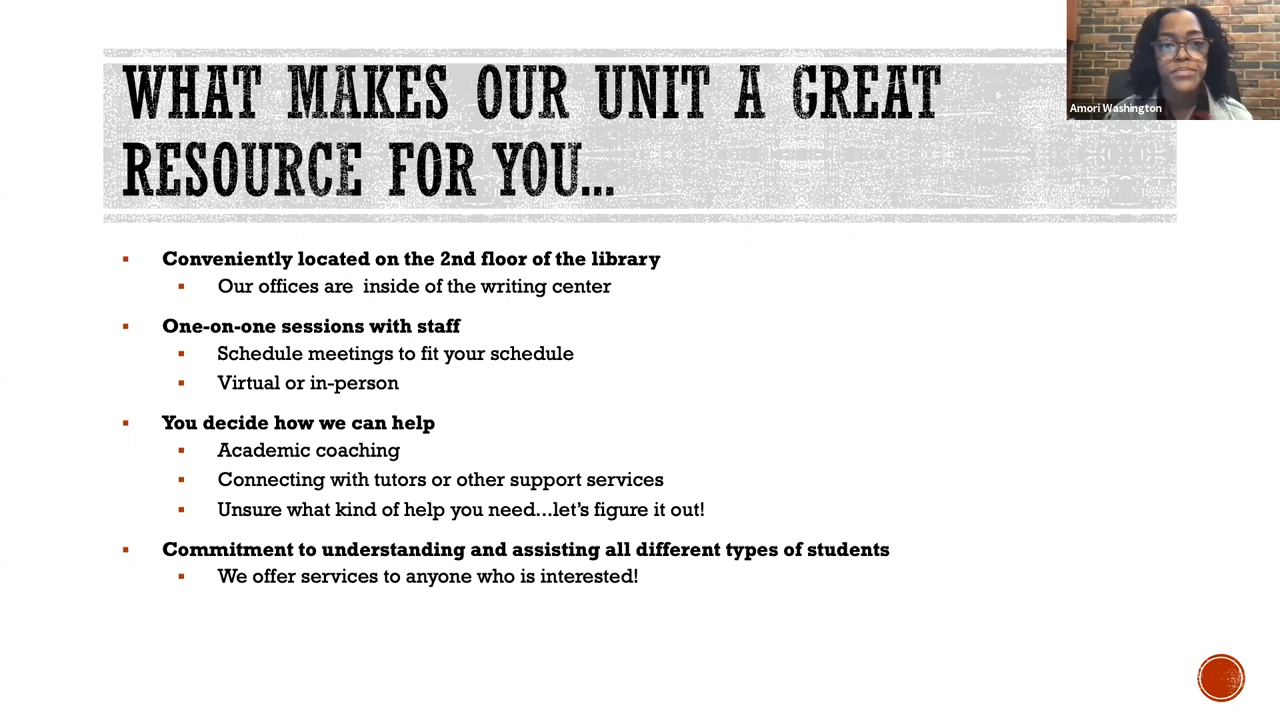 WHAT MAKES OUR UNIT A GREAT
RESOURCE FOR YOU...
Amori Washington
▪ Conveniently located on the 2nd floor of the library
▪ Our offices are  inside of the writing center
▪ One-on-one sessions with staff
▪ Schedule meetings to fit your schedule
▪ Virtual or in-person
▪ You decide how we can help
▪ Academic coaching
▪ Connecting with tutors or other support services
▪ Unsure what kind of help you need...let's figure it out!
▪ Commitment to understanding and assisting all different types of students
▪ We offer services to anyone who is interested!